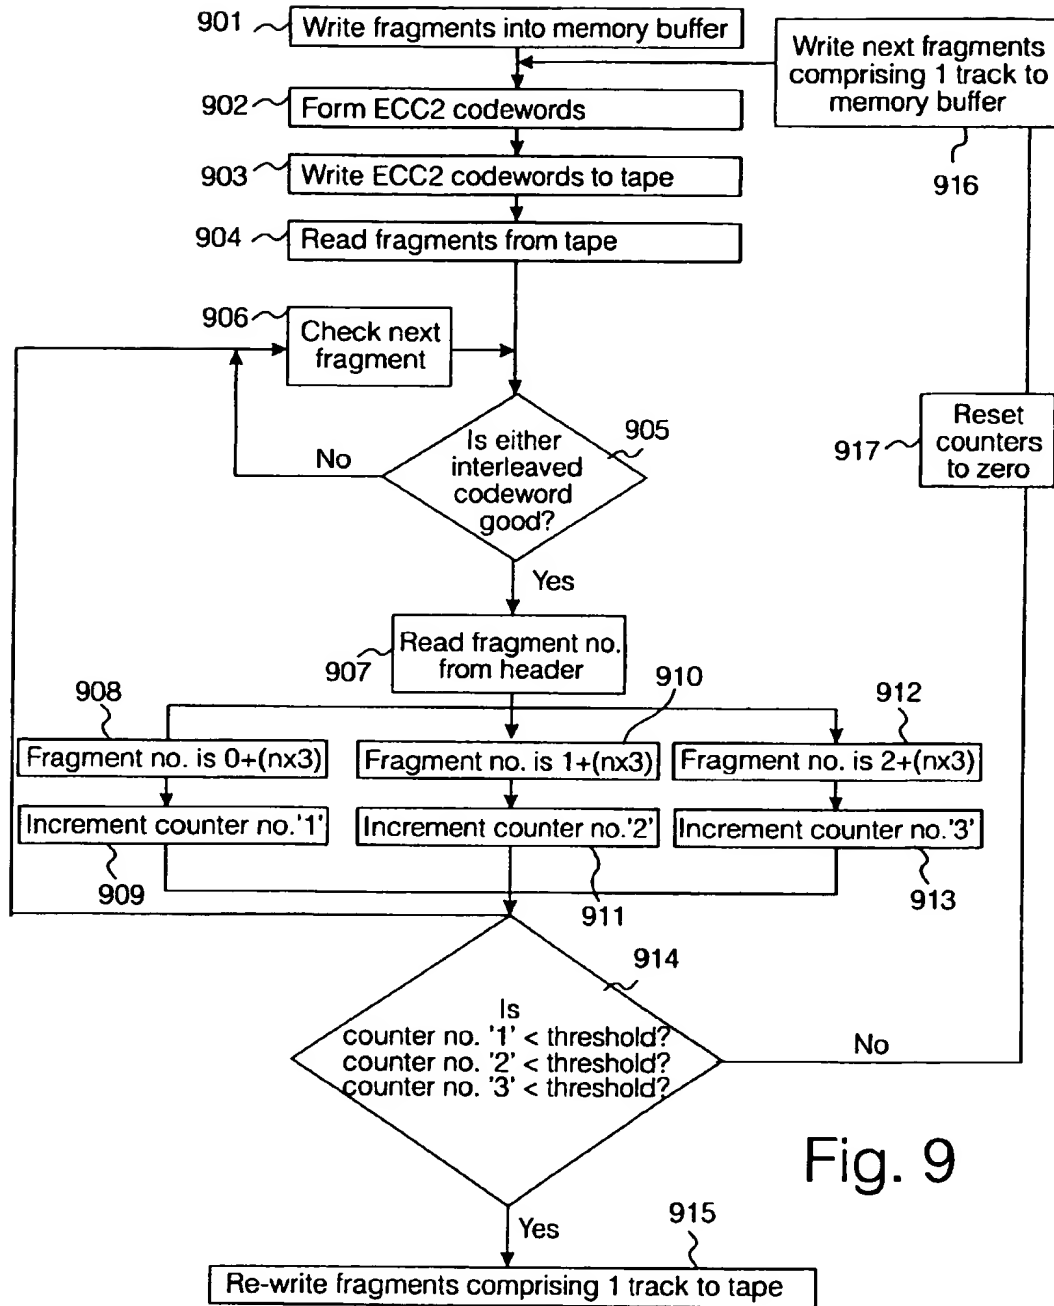 901
Write fragments into memory buffer
Write next fragments
comprising 1 track to
memory buffer
916
902
Form ECC2 codewords
903
Write ECC2 codewords to tape
904
Read fragments from tape
906
Check next
fragment
Is either
interleaved
codeword
good?
905
No
Yes
Reset
counters
to zero
917
Read fragment no.
from header
907
908
910
912
Fragment no. is 0+(nx3)
Fragment no. is 1+(nx3)
Fragment no. is 2+(nx3)
Increment counter no.'1'
Increment counter no.'2'
Increment counter no.'3'
909
911
913
914
Is
counter no. '1' < threshold?
counter no. '2' < threshold?
counter no. '3' < threshold?
No
Fig. 9
Yes
915
Re-write fragments comprising 1 track to tape